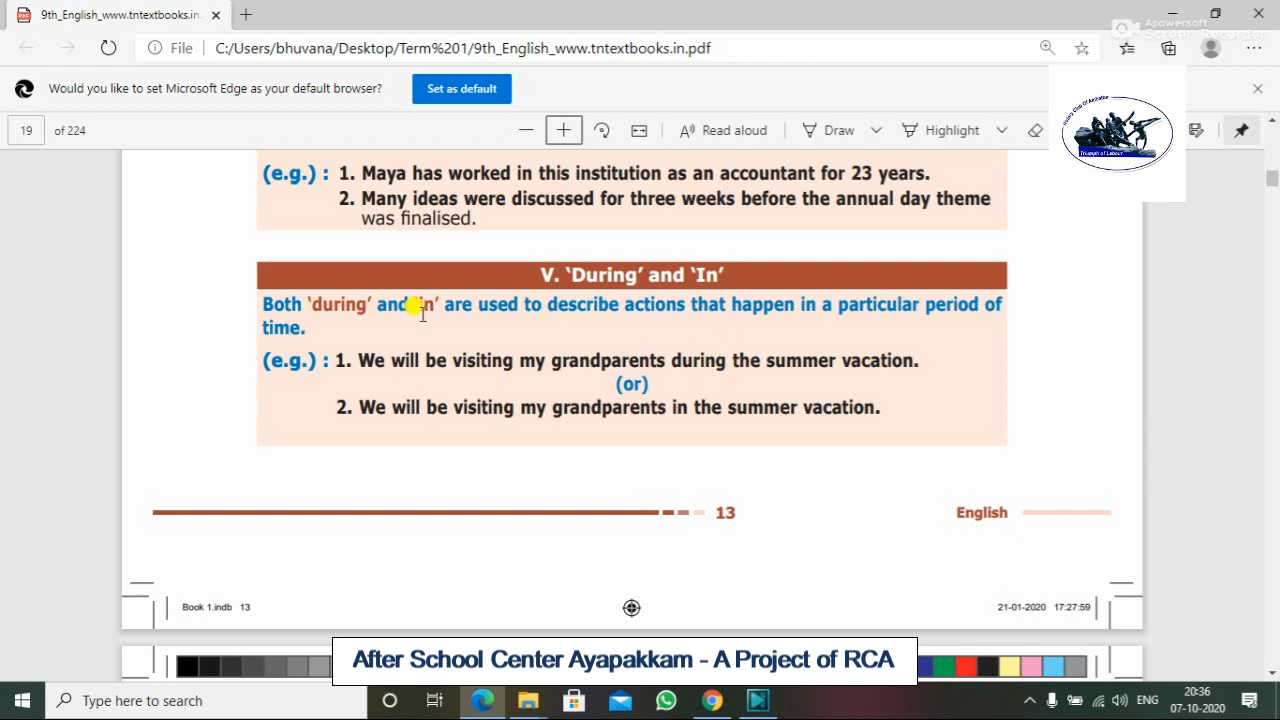 9th_English_www.tntextbooks.in.
Apowersoft
Screen Recorder
File C:/Users/bhuvana/Desktop/Term%201/9th_English_www.tntextbooks.in.pdf
Would you like to set Microsoft Edge as your default browser? Set as default
19 of 224 Read aloud Draw Highlight
Triumph of Labour
(e.g.) : 1. Maya has worked in this institution as an accountant for 23 years.
2. Many ideas were discussed for three weeks before the annual day theme
was finalised.
V. ‘During’ and ‘In’
Both ‘during’ and ‘in’ are used to describe actions that happen in a particular period of
time.
(e.g.) : 1. We will be visiting my grandparents during the summer vacation.
(or)
2. We will be visiting my grandparents in the summer vacation.
13 English
Book 1.indb 13 21-01-2020 17:27:59
After School Center Ayapakkam - A Project of RCA
Type here to search ENG 20:36
07-10-2020